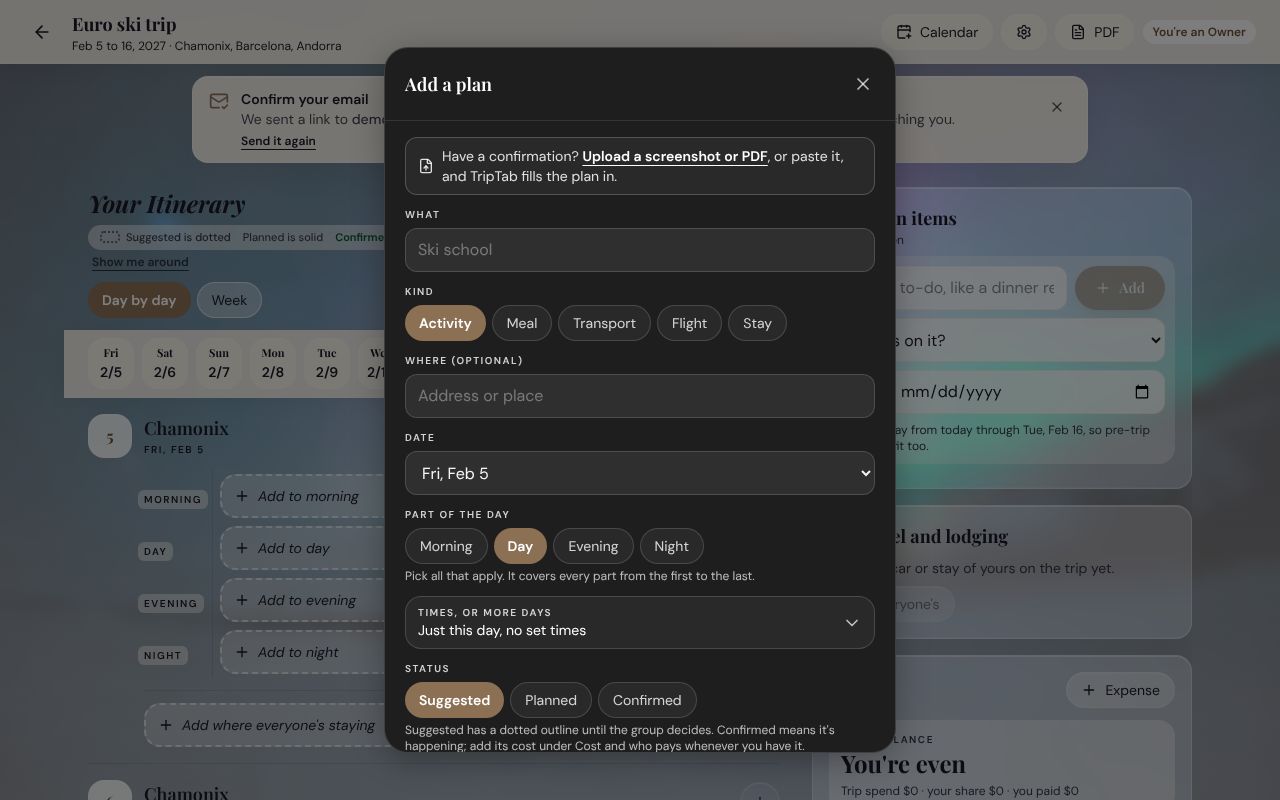 Euro ski trip
Feb 5 to 16, 2027 · Chamonix, Barcelona, Andorra
Calendar
PDF
You're an Owner
Confirm your email
We sent a link to
hing you.
Send it again
Your Itinerary
Suggested is dotted Planned is solid
Show me around
Day by day
Week
Fri
2/5
Sat
2/6
Sun
2/7
Mon
2/8
Tue
2/9
5
Chamonix
FRI, FEB 5
MORNING
+ Add to morning
DAY
+ Add to day
EVENING
+ Add to evening
NIGHT
+ Add to night
+ Add where everyone's staying
Chamonix
Add a plan
Have a confirmation? Upload a screenshot or PDF, or paste it,
and TripTab fills the plan in.
WHAT
Ski school
KIND
Activity Meal Transport Flight Stay
WHERE (OPTIONAL)
Address or place
DATE
Fri, Feb 5
PART OF THE DAY
Morning Day Evening Night
Pick all that apply. It covers every part from the first to the last.
TIMES, OR MORE DAYS
Just this day, no set times
STATUS
Suggested Planned Confirmed
Suggested has a dotted outline until the group decides. Confirmed means it's
happening; add its cost under Cost and who pays whenever you have it.
items
to-do, like a dinner
+ Add
on it?
mm/dd/yyyy
from today through Tue, Feb 16, so pre-trip
fit too.
and lodging
car or stay of yours on the trip yet.
+ Expense
You're even
Trip spend $0 · your share $0 · you paid $0